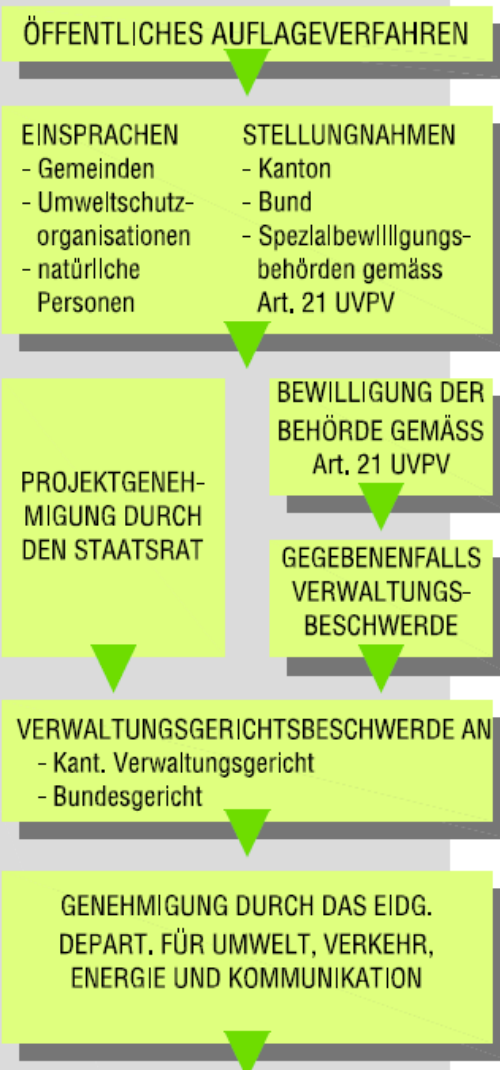 ÖFFENTLICHES AUFLAGEVERFAHREN
EINSPRACHEN
- Gemeinden
- Umweltschutz-
organisationen
- natürliche
Personen
STELLUNGNAHMEN
- Kanton
- Bund
- Spezialbewilligungs-
behörden gemäss
Art. 21 UVPV
PROJEKTGENEH-
MIGUNG DURCH
DEN STAATSRAT
BEWILLIGUNG DER
BEHÖRDE GEMÄSS
Art. 21 UVPV
GEGEBENENFALLS
VERWALTUNGS-
BESCHWERDE
VERWALTUNGSGERICHTSBESCHWERDE AN
- Kant. Verwaltungsgericht
- Bundesgericht
GENEHMIGUNG DURCH DAS EIDG.
DEPART. FÜR UMWELT, VERKEHR,
ENERGIE UND KOMMUNIKATION